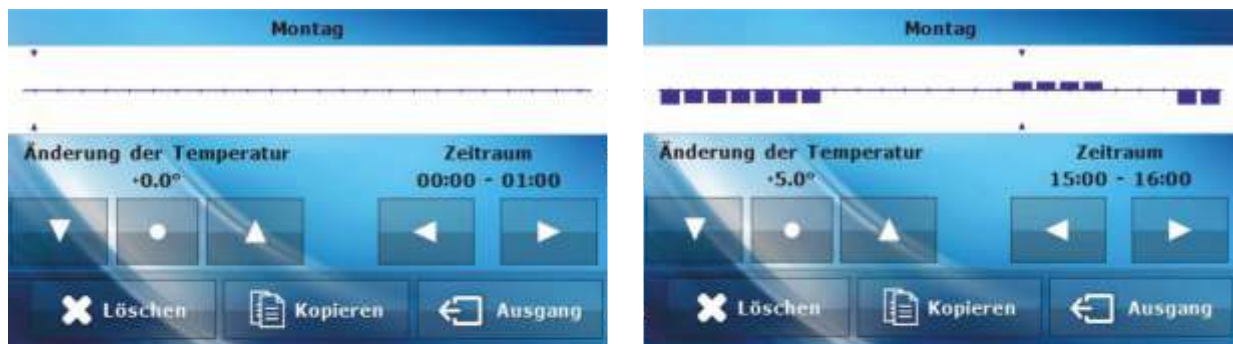 Montag
Änderung der Temperatur
+0.0°
Zeitraum
00:00 - 01:00
Löschen
Kopieren
Ausgang
Montag
Änderung der Temperatur
+5.0°
Zeitraum
15:00 - 16:00
Löschen
Kopieren
Ausgang